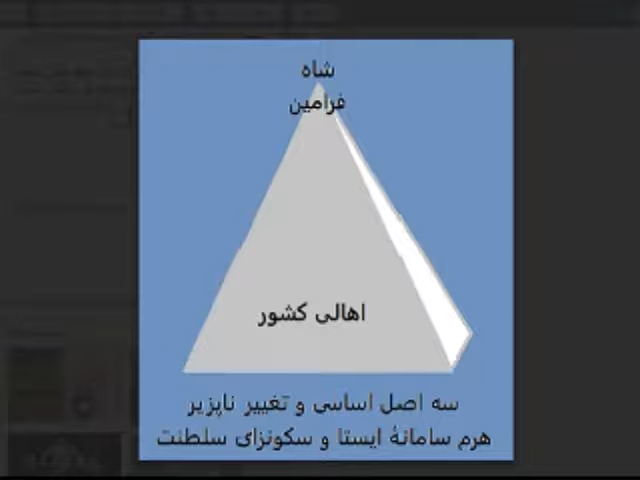 شاه
فرامین
اهالی کشور
سه اصل اساسی و تغییر ناپزیر
هرم سامانهٔ ایستا و سکونزای سلطنت